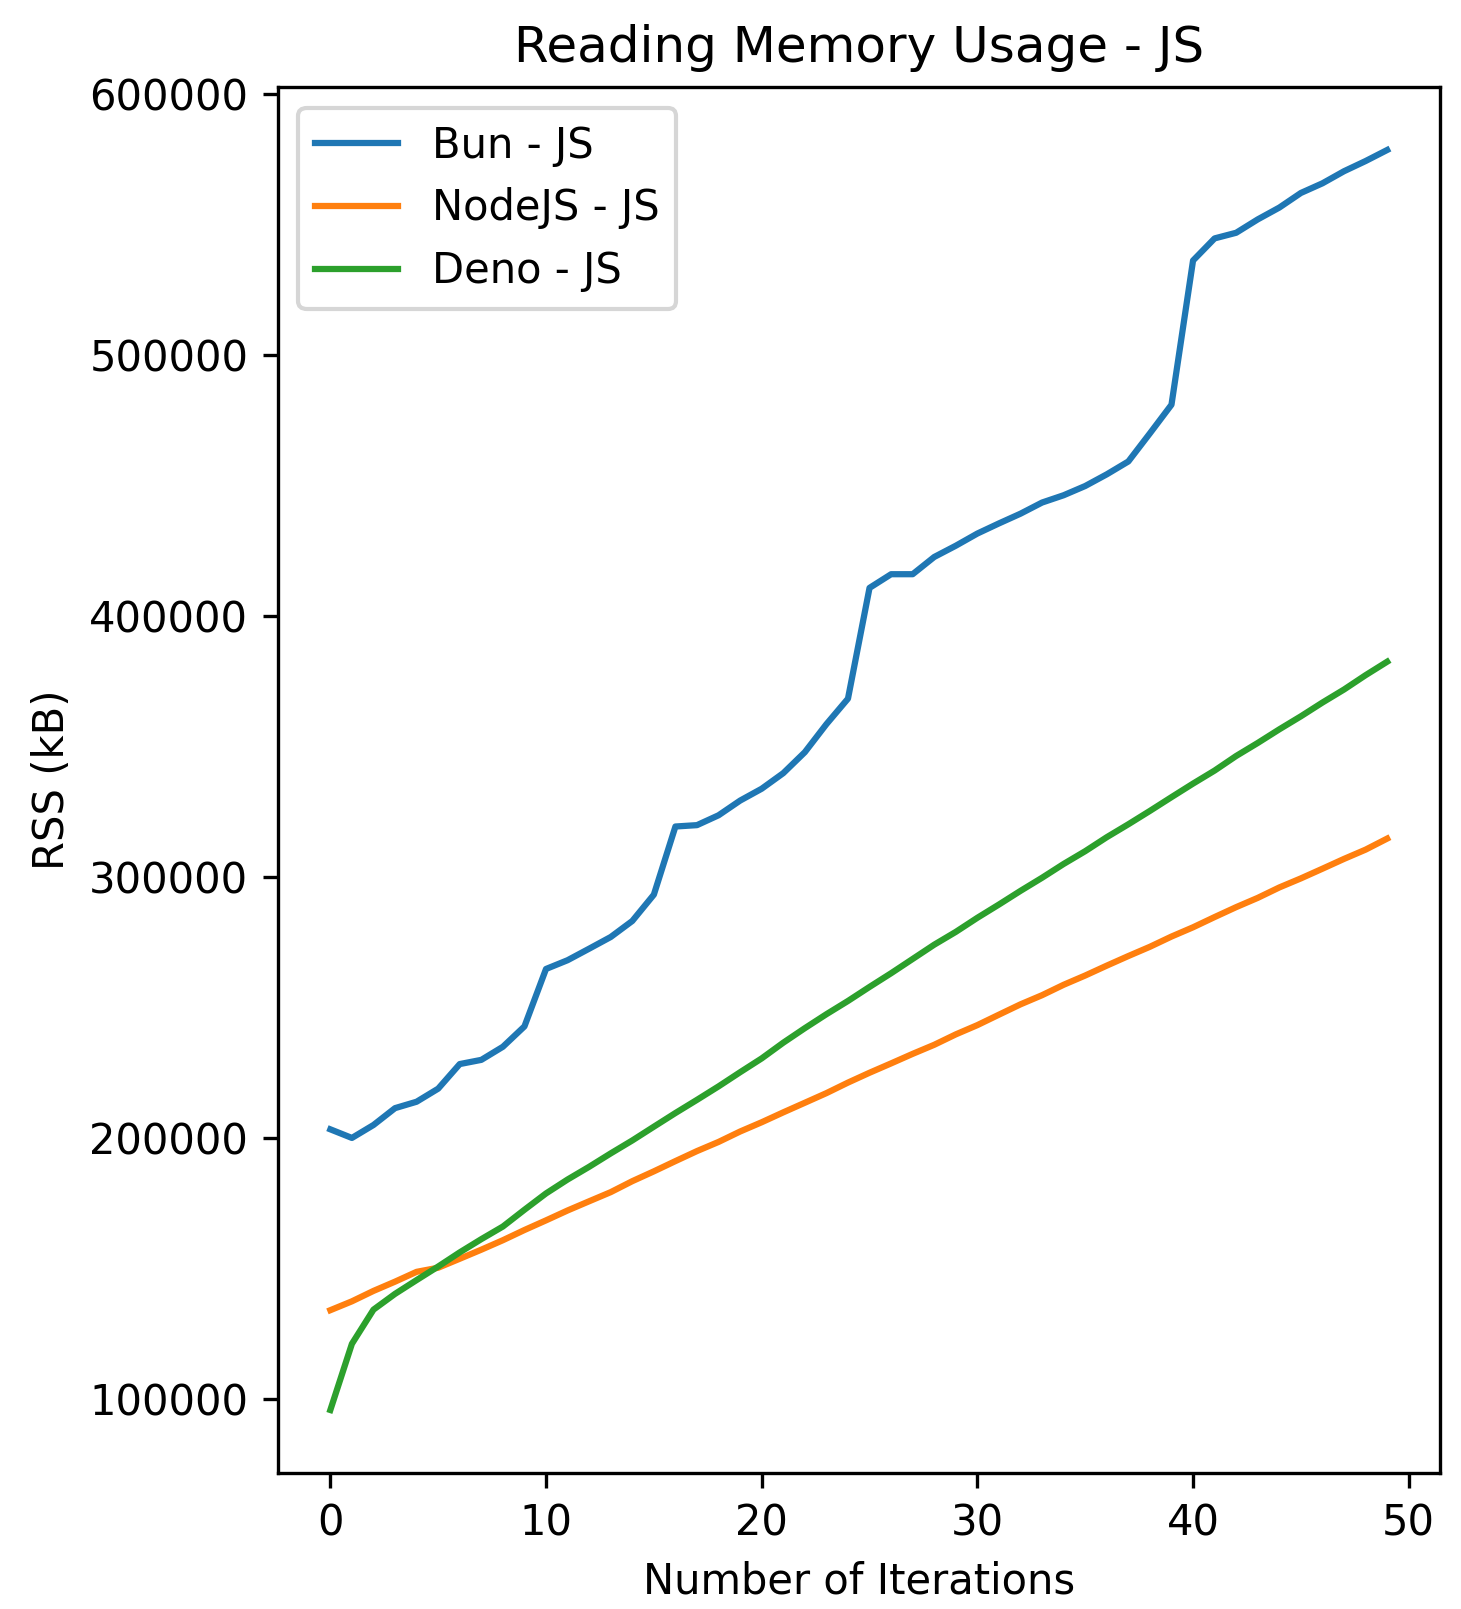 Reading Memory Usage - JS
600000
500000
400000
300000
200000
100000
Bun - JS
NodeJS - JS
Deno - JS
RSS (kB)
0 10 20 30 40 50
Number of Iterations